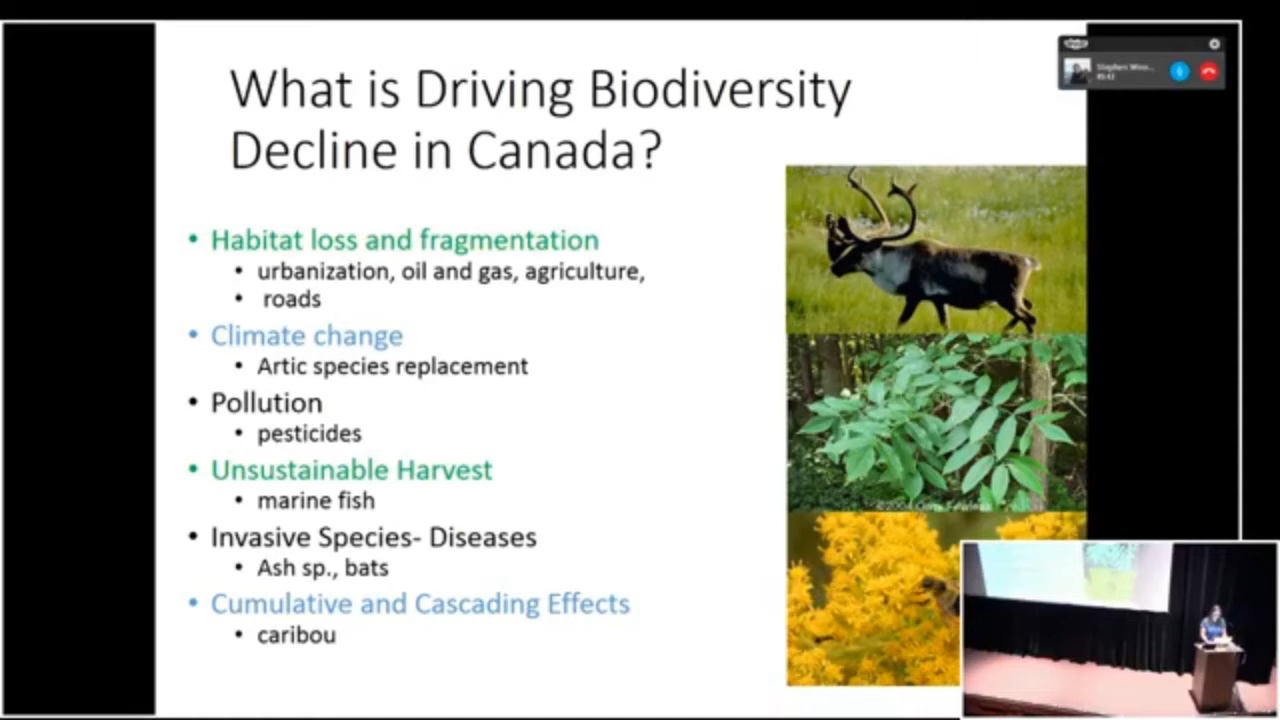 What is Driving Biodiversity
Decline in Canada?
• Habitat loss and fragmentation
• urbanization, oil and gas, agriculture,
• roads
• Climate change
• Artic species replacement
• Pollution
• pesticides
• Unsustainable Harvest
• marine fish
• Invasive Species- Diseases
• Ash sp., bats
• Cumulative and Cascading Effects
• caribou
Stephen